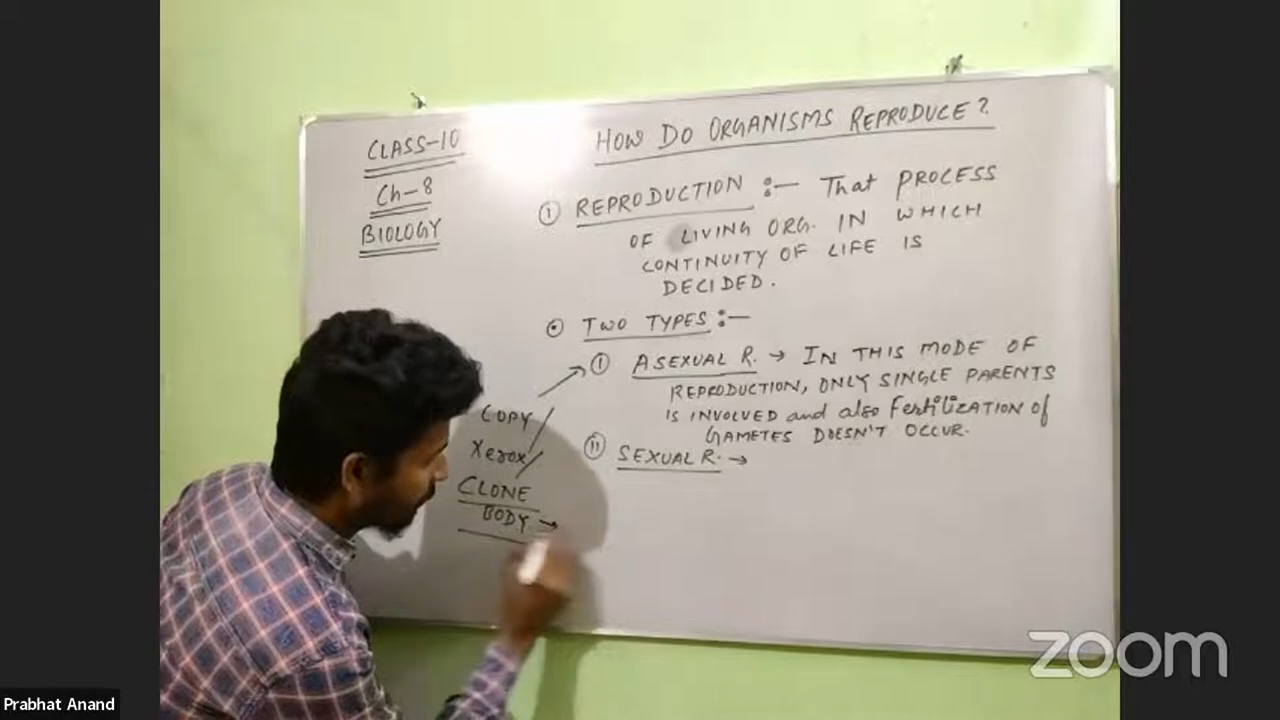 CLASS-10
Ch-8
BIOLOGY
HOW DO ORGANISMS REPRODUCE?
① REPRODUCTION :— That PROCESS
OF LIVING ORG. IN WHICH
CONTINUITY OF LIFE IS
DECIDED.
TWO TYPES :—
① ASEXUAL R. → IN THIS MODE OF
REPRODUCTION, ONLY SINGLE PARENTS
IS INVOLVED and also Fertilization of
GAMETES DOESN'T OCCUR.
COPY
Xerox
CLONE
BODY →
⑪ SEXUAL R. →
zoom
Prabhat Anand